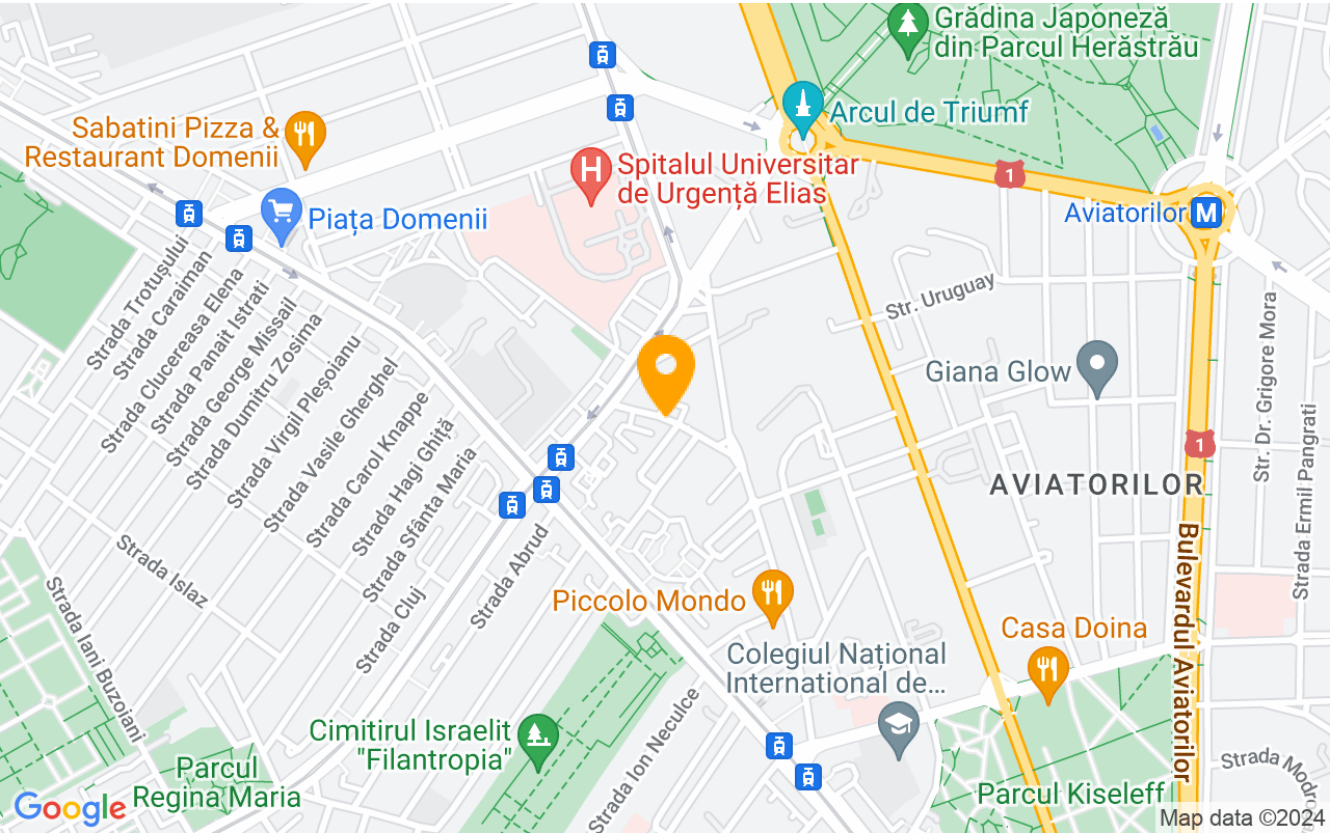 Grădina Japoneză
din Parcul Herăstrău
Arcul de Triumf
Sabatini Pizza &
Restaurant Domenii
H
Spitalul Universitar
de Urgență Elias
1
Aviatorilor
M
Piața Domenii
Strada Trotușului
Strada Caraiman
Strada Clucereasa Elena
Strada Panait Istrati
Strada George Missail
Strada Dumitru Zosima
Strada Virgil Pleșoianu
Strada Vasile Gherghel
Strada Carol Knappe
Strada Hagi Ghiță
Strada Sfânta Maria
Str. Uruguay
Giana Glow
Str. Dr. Grigore Mora
Strada Ermil Pangrati
1
AVIATORILOR
Bulevardul Aviatorilor
Strada Islaz
Strada Iani Buzoiani
Strada Cluj
Strada Abrud
Piccolo Mondo
Casa Doina
Colegiul Național
International de...
Cimitirul Israelit
"Filantropia"
Strada Ion Neculce
Parcul
Regina Maria
Parcul Kiseleff
Google
Map data ©2024